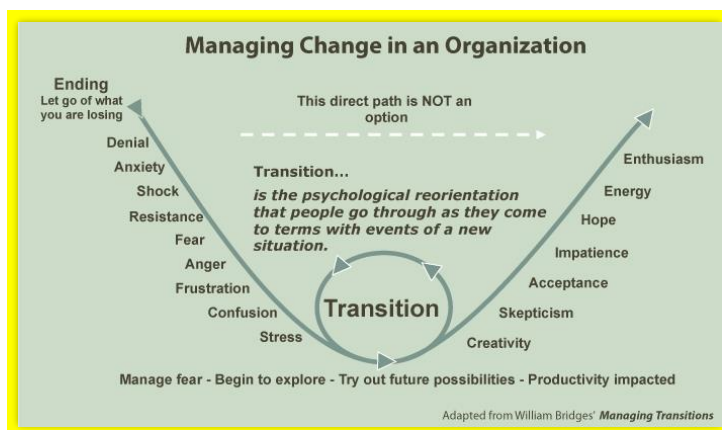 Managing Change in an Organization
Ending
Let go of what
you are losing
This direct path is NOT an
option
Denial
Anxiety
Shock
Resistance
Fear
Anger
Frustration
Confusion
Stress
Transition...
is the psychological reorientation
that people go through as they come
to terms with events of a new
situation.
Transition
Enthusiasm
Energy
Hope
Impatience
Acceptance
Skepticism
Creativity
Manage fear - Begin to explore - Try out future possibilities - Productivity impacted
Adapted from William Bridges' Managing Transitions